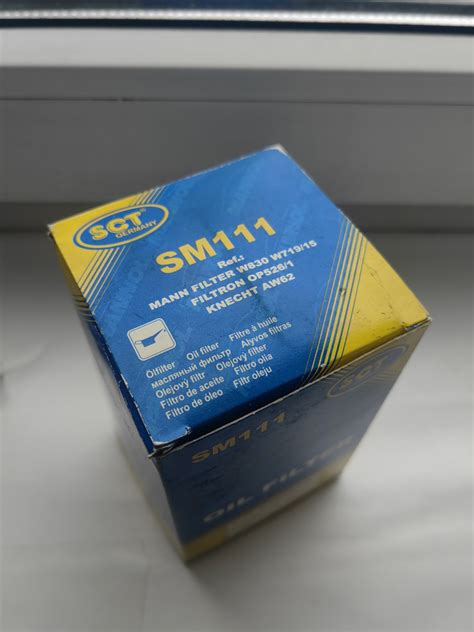 SCT®
GERMANY
SM111
Ref.:
MANN FILTER W830 W719/15
FILTRON OP526/1
KNECHT AW62
Ölfilter Oil filter Filtre à huile
масляный фильтр Alyvos filtras
Olejový filtr Olejový filter
Filtro de aceite Filtro olia
Filtro de óleo Filtr oleju
SCT
SM111
OIL FILTER